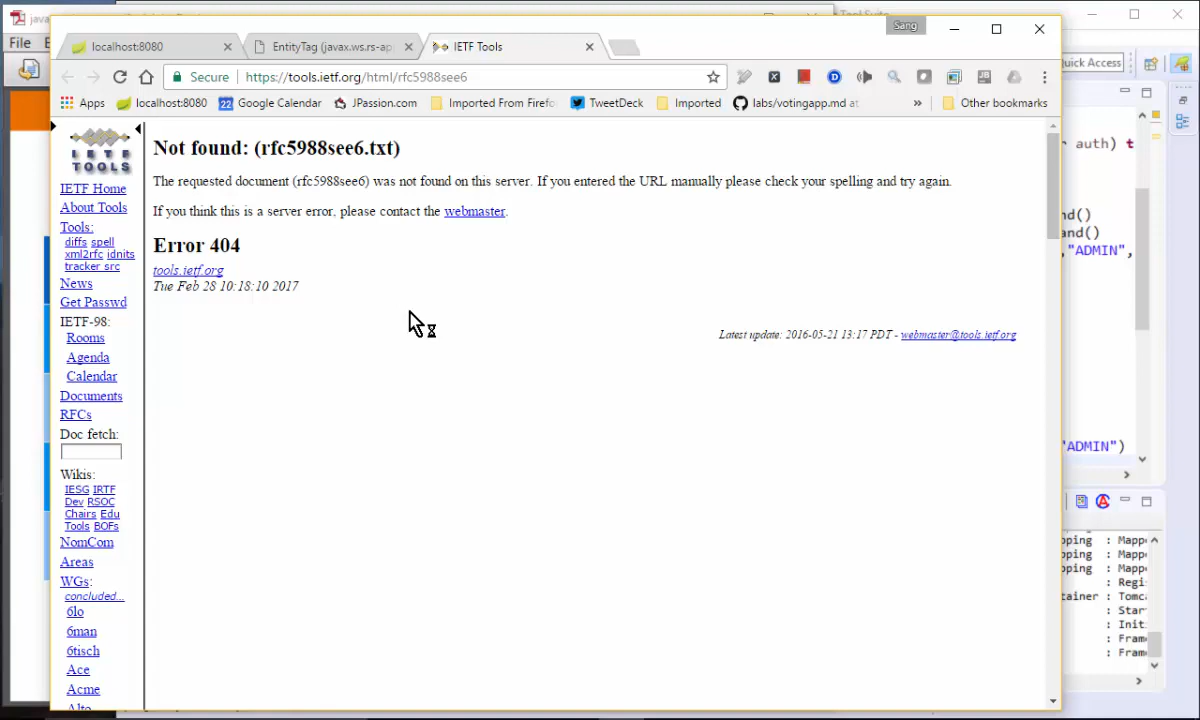 java
Tool Suite
Sang
File
localhost:8080
EntityTag (javax.ws.rs-ap
IETF Tools
Secure
https://tools.ietf.org/html/rfc5988see6
uick Access
Apps
localhost:8080
22
Google Calendar
JPassion.com
Imported From Firefo
TweetDeck
Imported
labs/votingapp.md at
»
Other bookmarks
IETF
TOOLS
IETF Home
About Tools
Tools:
diffs spell
xml2rfc idnits
tracker src
News
Get Passwd
IETF-98:
Rooms
Agenda
Calendar
Documents
RFCs
Doc fetch:
Wikis:
IESG IRTF
Dev RSOC
Chairs Edu
Tools BOFs
NomCom
Areas
WGs:
concluded...
6lo
6man
6tisch
Ace
Acme
Alto
Not found: (rfc5988see6.txt)
The requested document (rfc5988see6) was not found on this server. If you entered the URL manually please check your spelling and try again.
If you think this is a server error, please contact the webmaster.
Error 404
tools.ietf.org
Tue Feb 28 10:18:10 2017
Latest update: 2016-05-21 13:17 PDT - webmaster@tools.ietf.org
auth) t
nd()
and()
,"ADMIN",
"ADMIN")
pping : Mapp
pping : Mapp
pping : Mapp
: Regi
tainer : Tomc
: Star
: Init
: Fram
: Fram